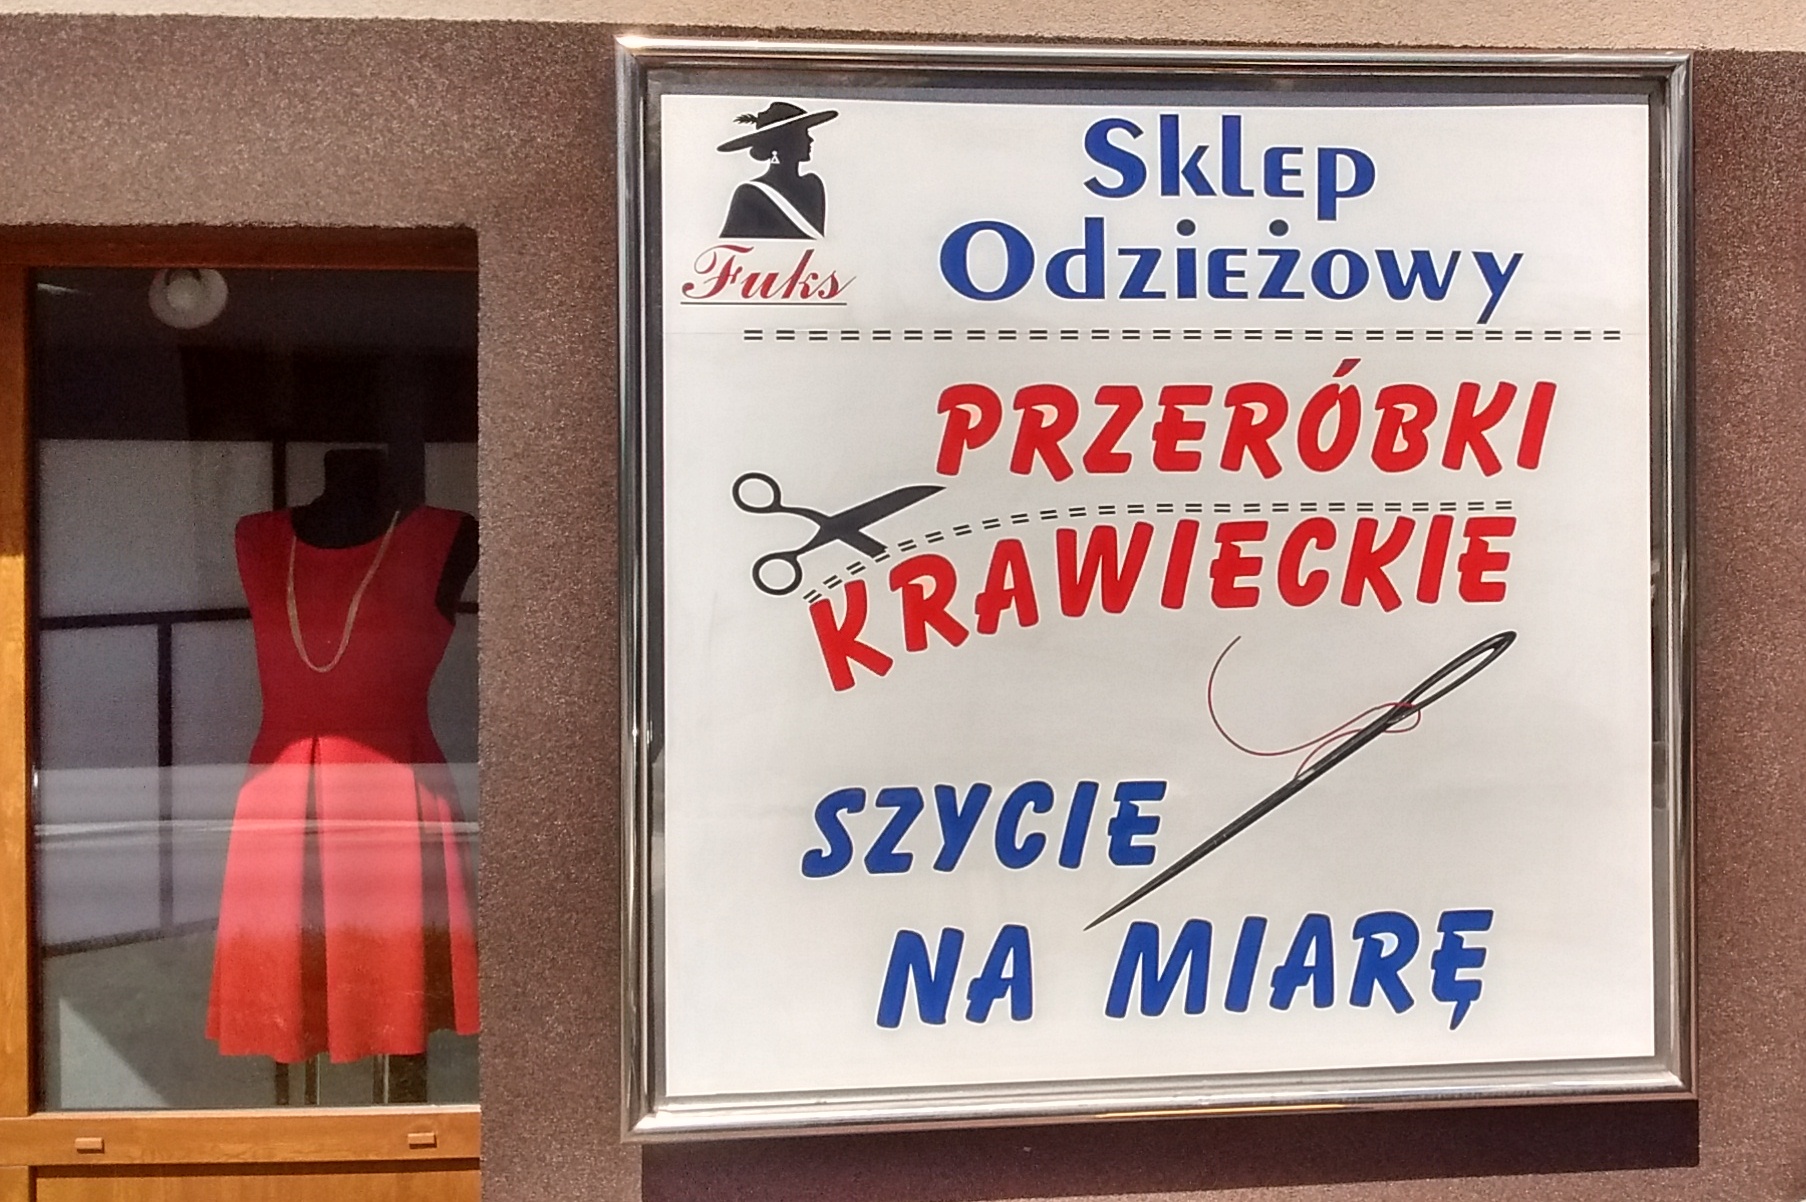 Sklep
Odzieżowy
Fuks
PRZERÓBKI
KRAWIECKIE
SZYCIE
NA MIARĘ